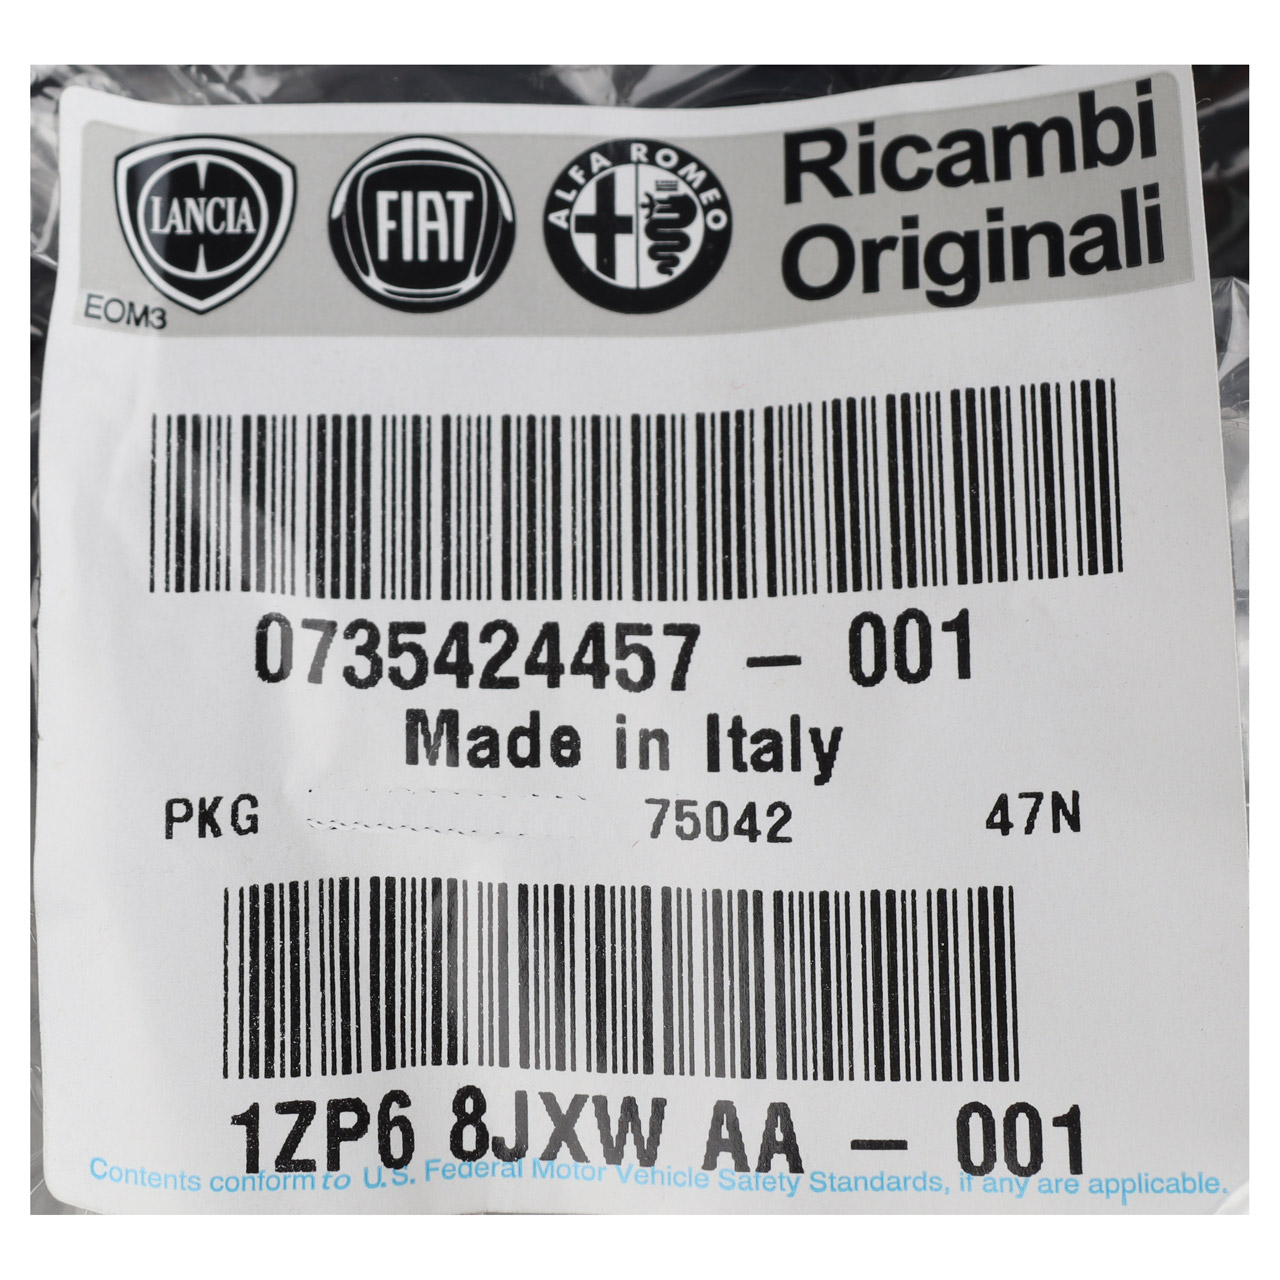 LANCIA
FIAT
ALFA ROMEO
Ricambi
Originali
EOM3
0735424457 - 001
Made in Italy
PKG 75042 47N
1ZP6 8JXW AA - 001
Contents conform to U.S. Federal Motor Vehicle Safety Standards, if any are applicable.